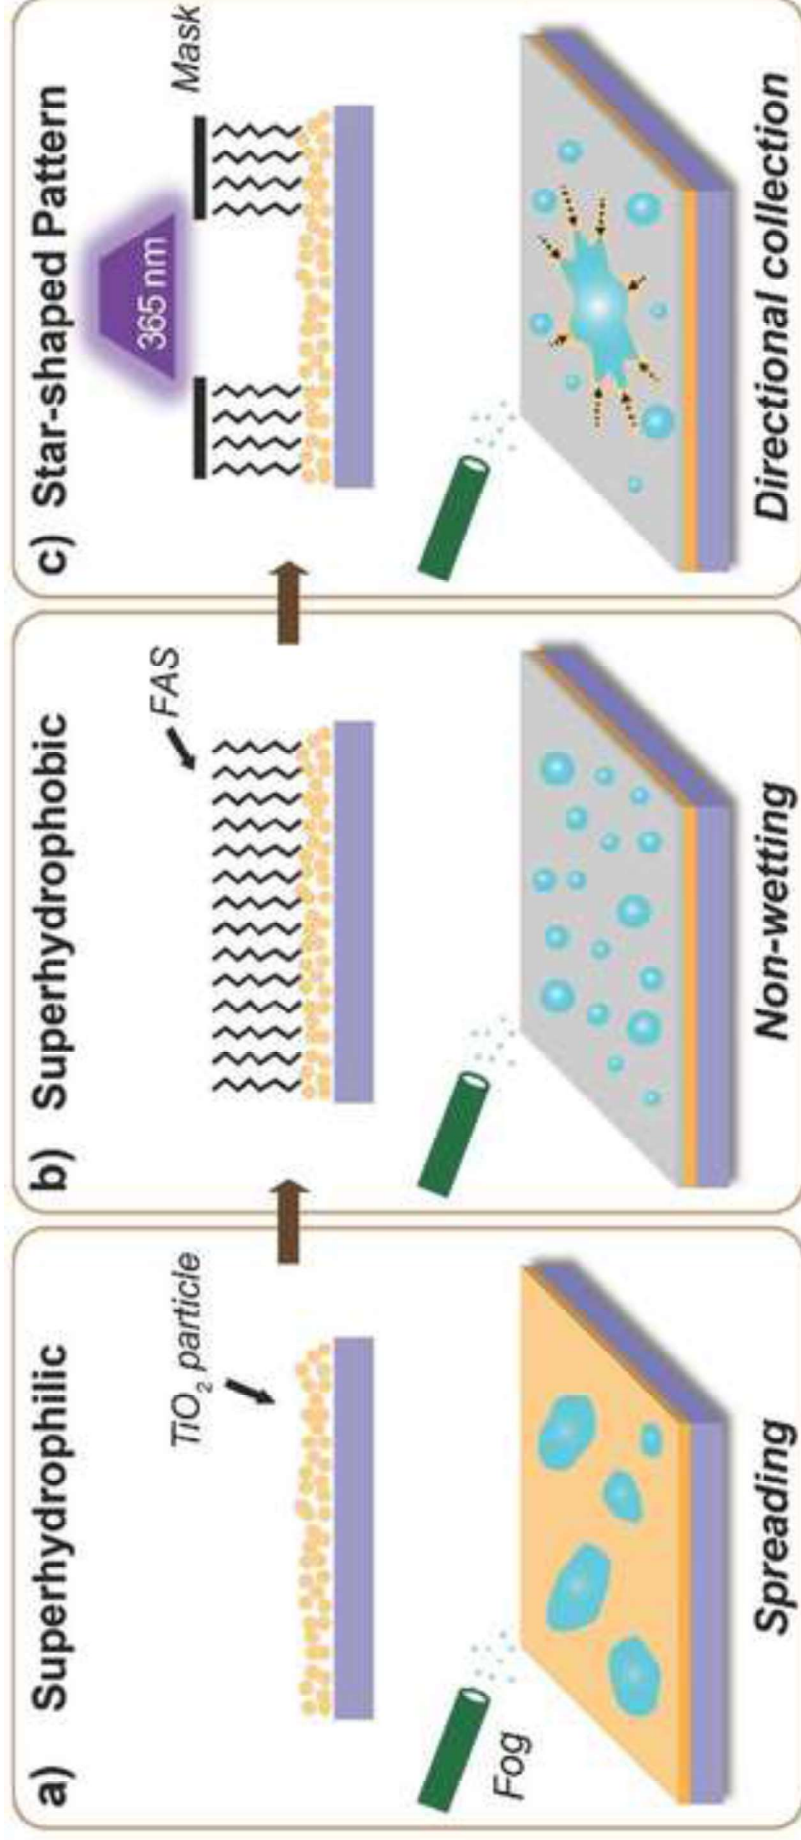 a) Superhydrophilic
TiO₂ particle
Fog
Spreading
b) Superhydrophobic
FAS
Non-wetting
c) Star-shaped Pattern
365 nm
Mask
Directional collection